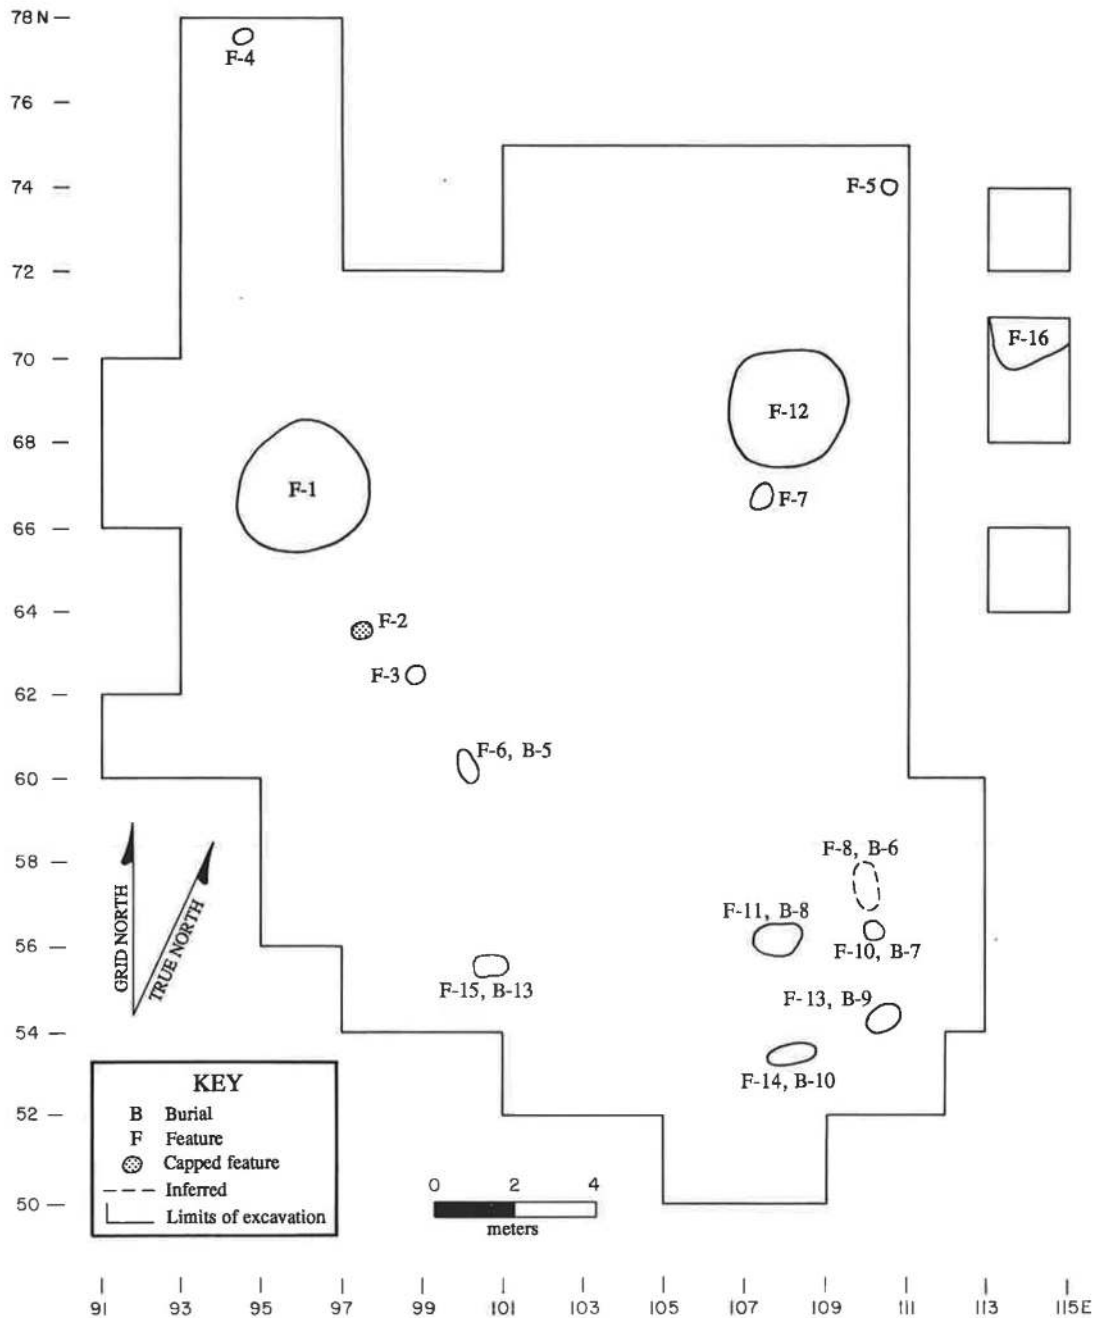 78 N
F-4
76
74
F-5
72
70
F-16
F-12
68
F-1
F-7
66
64
F-2
F-3
62
F-6, B-5
60
58
F-8, B-6
F-11, B-8
56
F-10, B-7
F-15, B-13
F-13, B-9
54
F-14, B-10
52
50
GRID NORTH
TRUE NORTH
KEY
B Burial
F Feature
Capped feature
Inferred
Limits of excavation
0 2 4
meters
91 93 95 97 99 101 103 105 107 109 111 113 115E